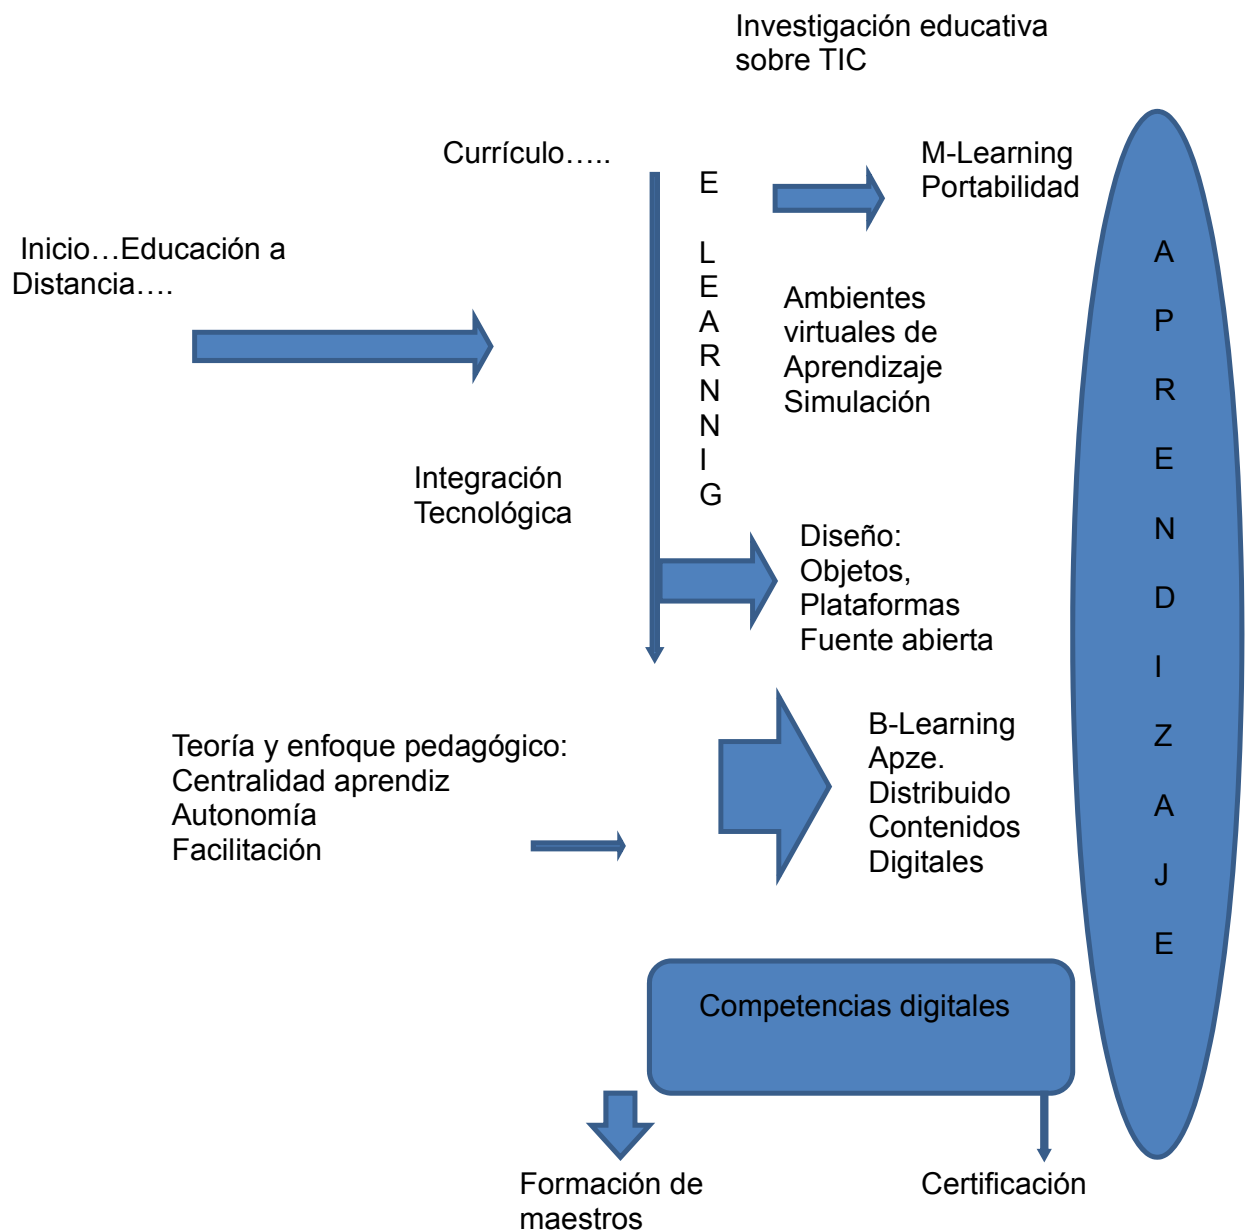 Investigación educativa
sobre TIC
Currículo…..
M-Learning
Portabilidad
Inicio…Educación a
Distancia….
E LEARNNIG
Ambientes
virtuales de
Aprendizaje
Simulación
Integración
Tecnológica
Diseño:
Objetos,
Plataformas
Fuente abierta
Teoría y enfoque pedagógico:
Centralidad aprendiz
Autonomía
Facilitación
B-Learning
Apze.
Distribuido
Contenidos
Digitales
APRENDIZAJE
Competencias digitales
Formación de
maestros
Certificación